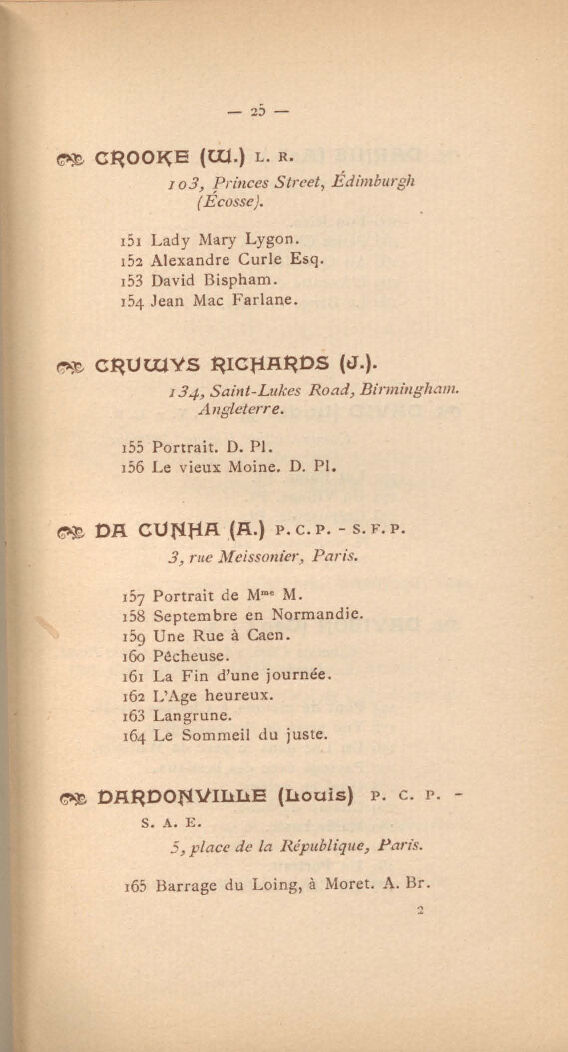 — 25 —
CROOKE (W.) L. R.
103, Princes Street, Édimburgh
(Écosse).
151 Lady Mary Lygon.
152 Alexandre Curle Esq.
153 David Bispham.
154 Jean Mac Farlane.
CRUWYS RICHARDS (J.).
134, Saint-Lukes Road, Birmingham.
Angleterre.
155 Portrait. D. Pl.
156 Le vieux Moine. D. Pl.
DA CUNHA (A.) P. C. P. - S. F. P.
3, rue Meissonier, Paris.
157 Portrait de Mme M.
158 Septembre en Normandie.
159 Une Rue à Caen.
160 Pêcheuse.
161 La Fin d'une journée.
162 L'Age heureux.
163 Langrune.
164 Le Sommeil du juste.
DARDONVILLE (Louis) P. C. P. -
S. A. E.
5, place de la République, Paris.
165 Barrage du Loing, à Moret. A. Br.
2